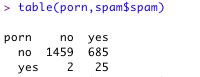 > table(porn,spam$spam)
porn no yes
no 1459 685
yes 2 25